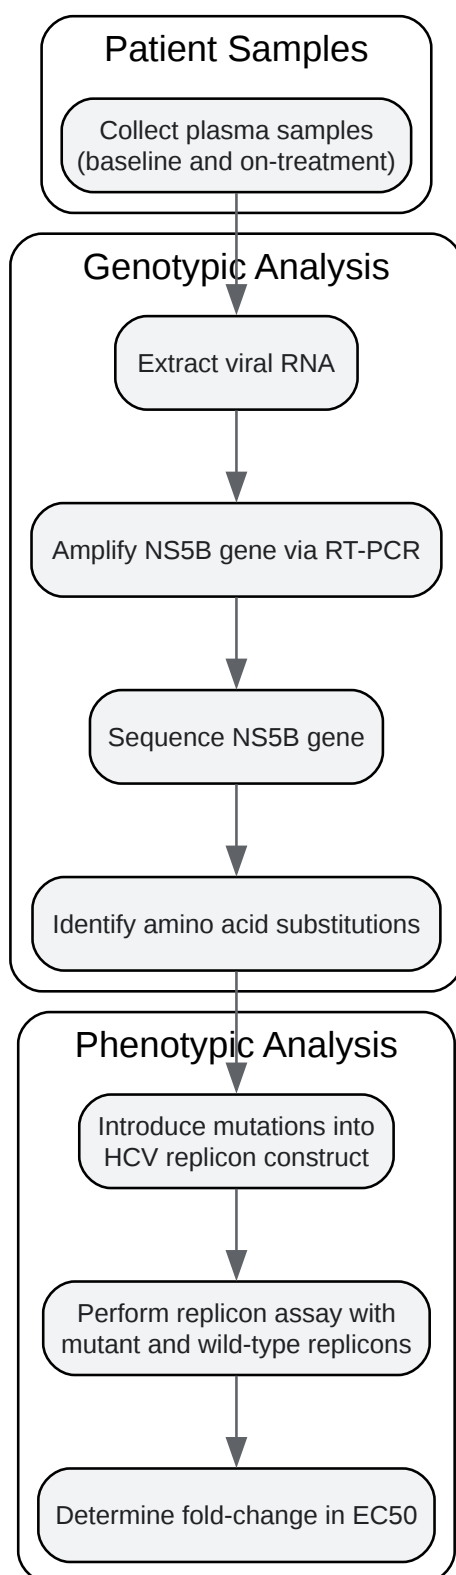 Patient Samples
Collect plasma samples
(baseline and on-treatment)
Genotypic Analysis
Extract viral RNA
Amplify NS5B gene via RT-PCR
Sequence NS5B gene
Identify amino acid substitutions
Phenotypic Analysis
Introduce mutations into
HCV replicon construct
Perform replicon assay with
mutant and wild-type replicons
Determine fold-change in EC50